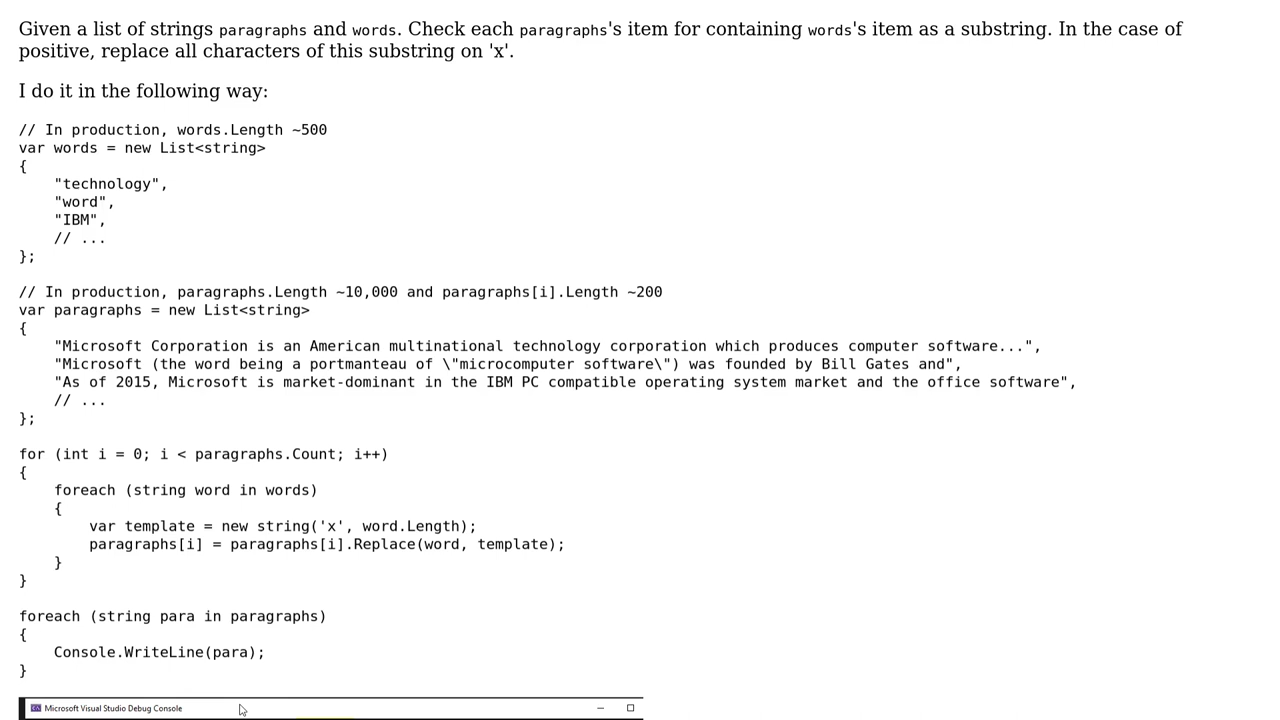 Given a list of strings paragraphs and words. Check each paragraphs's item for containing words's item as a substring. In the case of
positive, replace all characters of this substring on 'x'.
I do it in the following way:
// In production, words.Length ~500
var words = new List<string>
{
    "technology",
    "word",
    "IBM",
    // ...
};
// In production, paragraphs.Length ~10,000 and paragraphs[i].Length ~200
var paragraphs = new List<string>
{
    "Microsoft Corporation is an American multinational technology corporation which produces computer software...",
    "Microsoft (the word being a portmanteau of \"microcomputer software\") was founded by Bill Gates and",
    "As of 2015, Microsoft is market-dominant in the IBM PC compatible operating system market and the office software",
    // ...
};
for (int i = 0; i < paragraphs.Count; i++)
{
    foreach (string word in words)
    {
        var template = new string('x', word.Length);
        paragraphs[i] = paragraphs[i].Replace(word, template);
    }
}
foreach (string para in paragraphs)
{
    Console.WriteLine(para);
}
Microsoft Visual Studio Debug Console